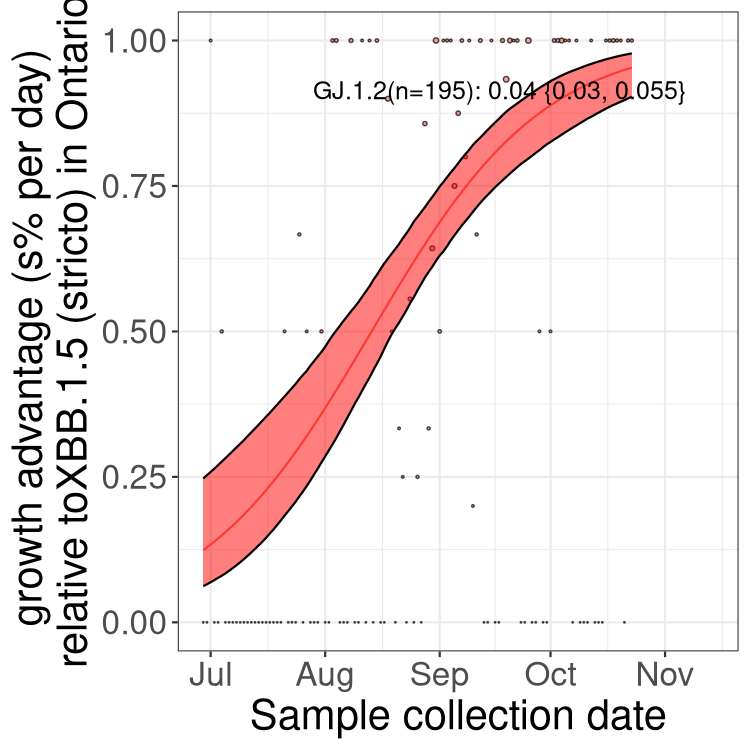 growth advantage (s% per day)
relative toXBB.1.5 (stricto) in Ontario
1.00
0.75
0.50
0.25
0.00
GJ.1.2(n=195): 0.04 {0.03, 0.055}
Jul Aug Sep Oct Nov
Sample collection date